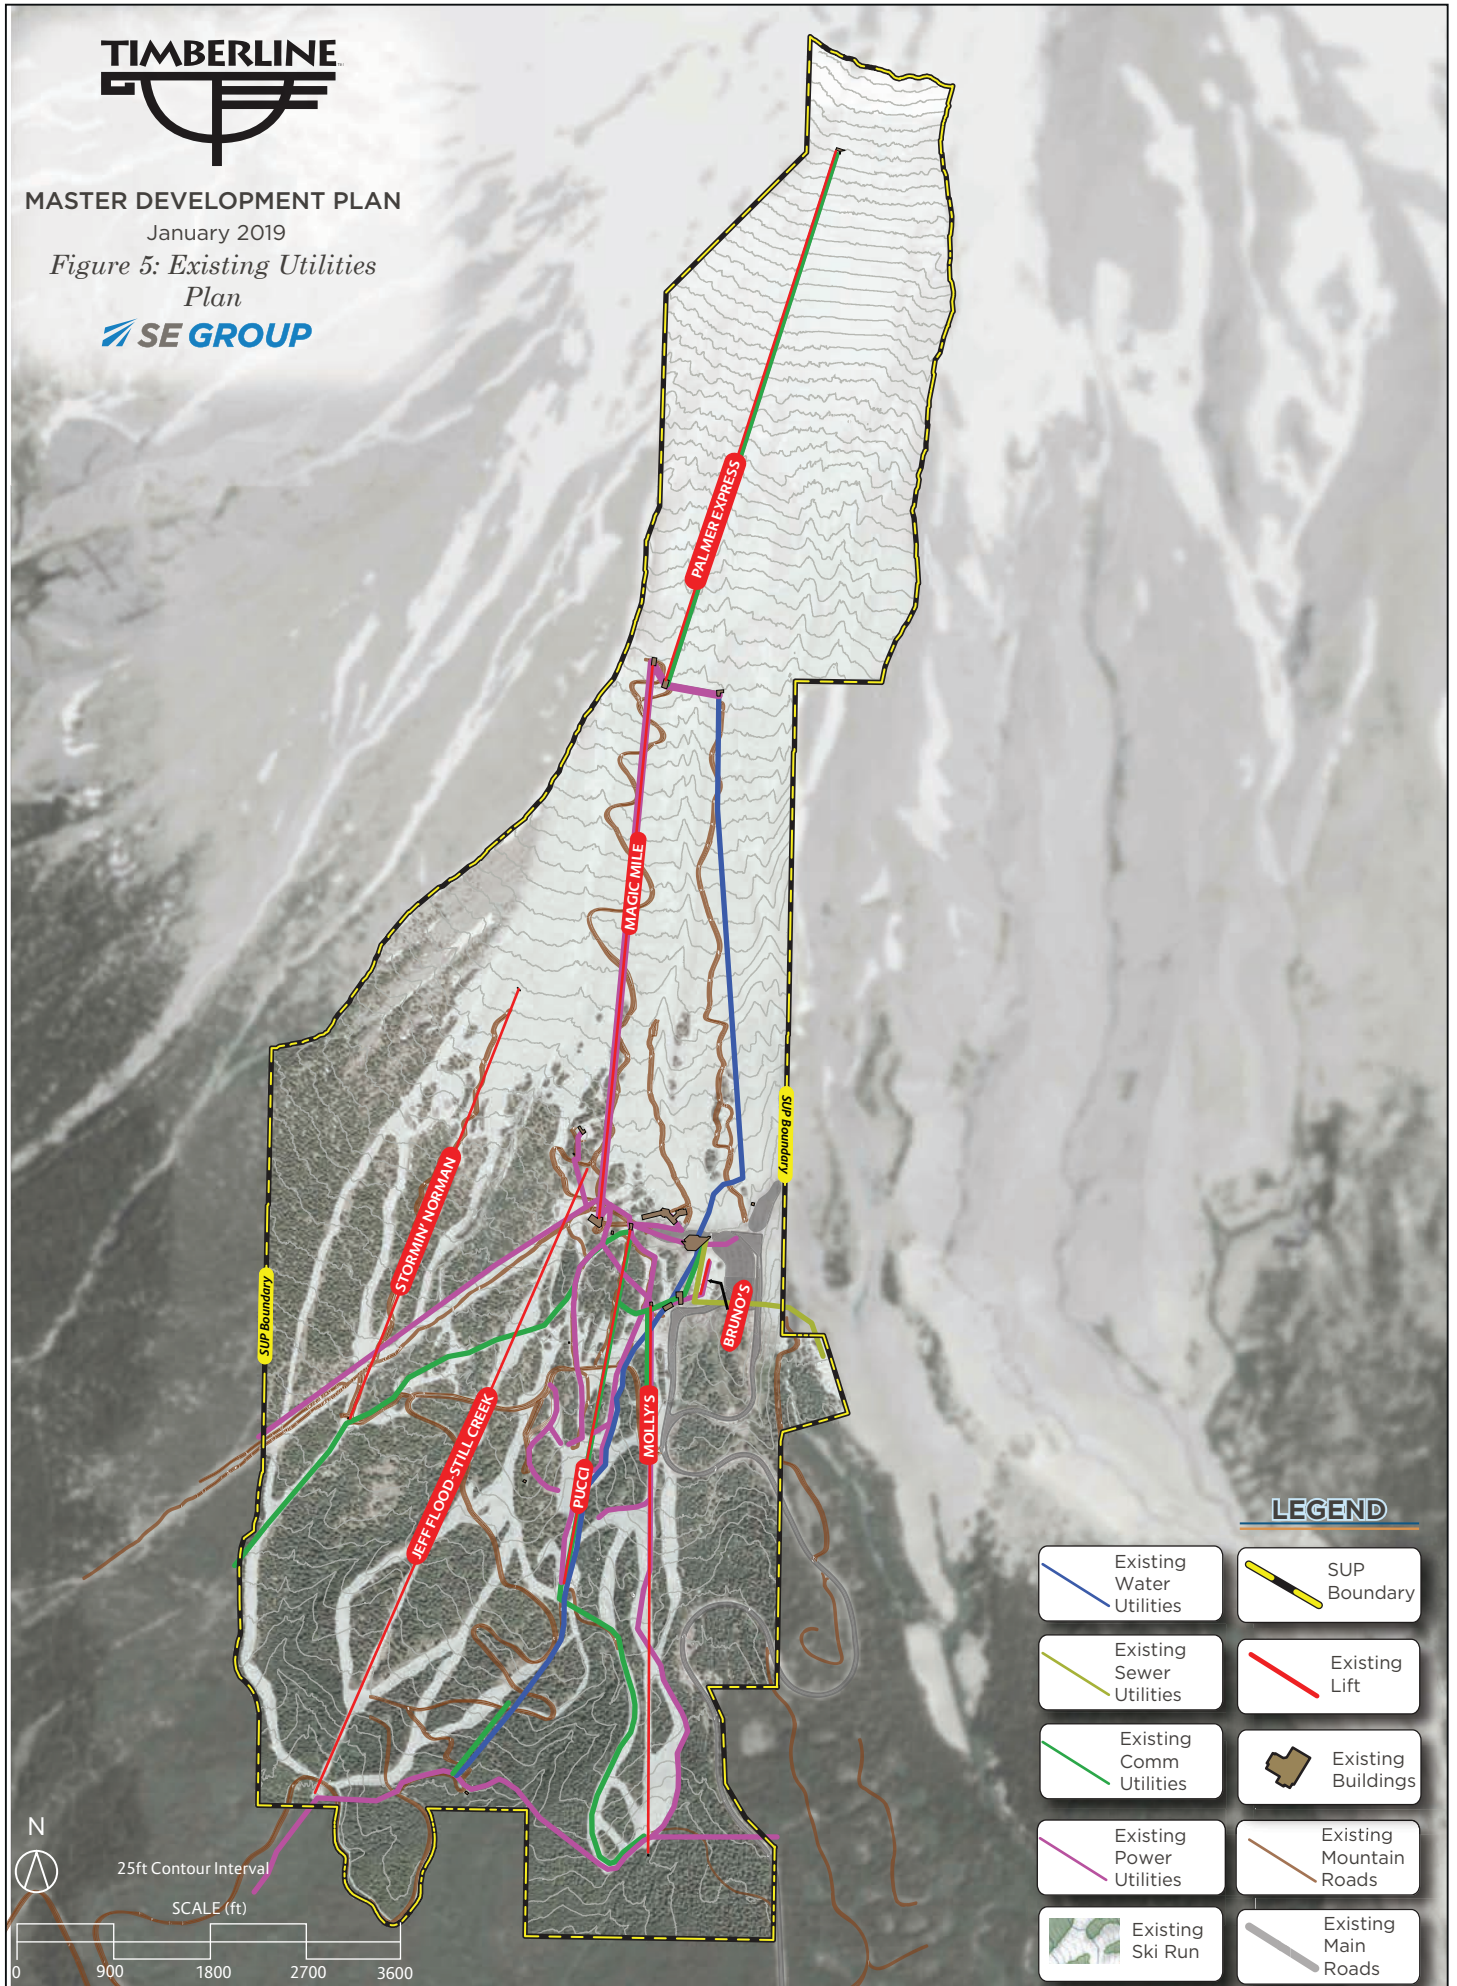 TIMBERLINE
MASTER DEVELOPMENT PLAN
January 2019
Figure 5: Existing Utilities
Plan
SE GROUP
PALMER EXPRESS
MAGIC MILE
SUP Boundary
STORMIN' NORMAN
SUP Boundary
BRUNO'S
JEFF FLOOD-STILL CREEK
MOLLY'S
PUCCI
LEGEND
Existing
Water
Utilities
SUP
Boundary
Existing
Sewer
Utilities
Existing
Lift
Existing
Comm
Utilities
Existing
Buildings
Existing
Power
Utilities
Existing
Mountain
Roads
Existing
Ski Run
Existing
Main
Roads
N
25ft Contour Interval
SCALE (ft)
0 900 1800 2700 3600